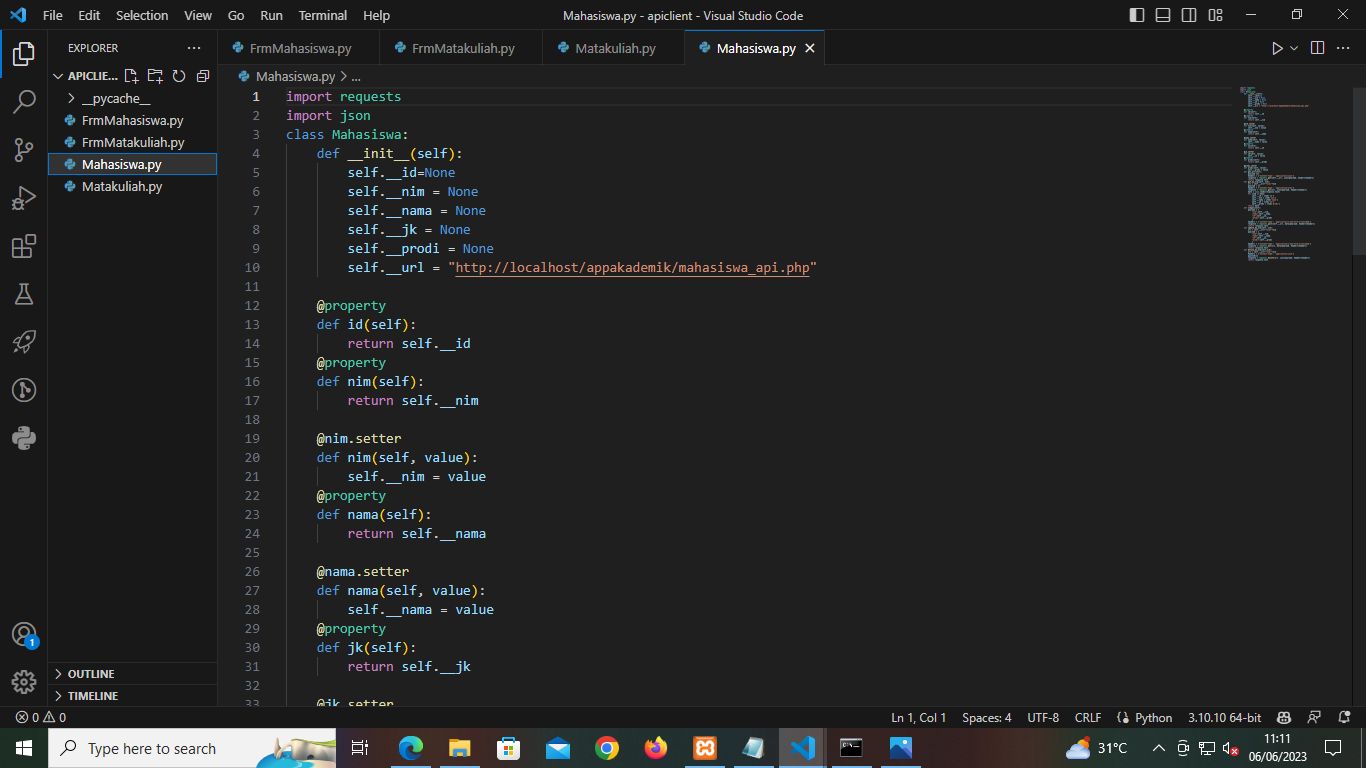 File Edit Selection View Go Run Terminal Help
Mahasiswa.py - apiclient - Visual Studio Code
EXPLORER
APICLIE...
__pycache__
FrmMahasiswa.py
FrmMatakuliah.py
Mahasiswa.py
Matakuliah.py
OUTLINE
TIMELINE
FrmMahasiswa.py FrmMatakuliah.py Matakuliah.py Mahasiswa.py
Mahasiswa.py > ...
1 import requests
2 import json
3 class Mahasiswa:
4 def __init__(self):
5 self.__id=None
6 self.__nim = None
7 self.__nama = None
8 self.__jk = None
9 self.__prodi = None
10 self.__url = "http://localhost/appakademik/mahasiswa_api.php"
11
12 @property
13 def id(self):
14 return self.__id
15 @property
16 def nim(self):
17 return self.__nim
18
19 @nim.setter
20 def nim(self, value):
21 self.__nim = value
22 @property
23 def nama(self):
24 return self.__nama
25
26 @nama.setter
27 def nama(self, value):
28 self.__nama = value
29 @property
30 def jk(self):
31 return self.__jk
32
33 @jk.setter
1
0 0
Ln 1, Col 1 Spaces: 4 UTF-8 CRLF Python 3.10.10 64-bit
Type here to search
31°C
11:11
06/06/2023